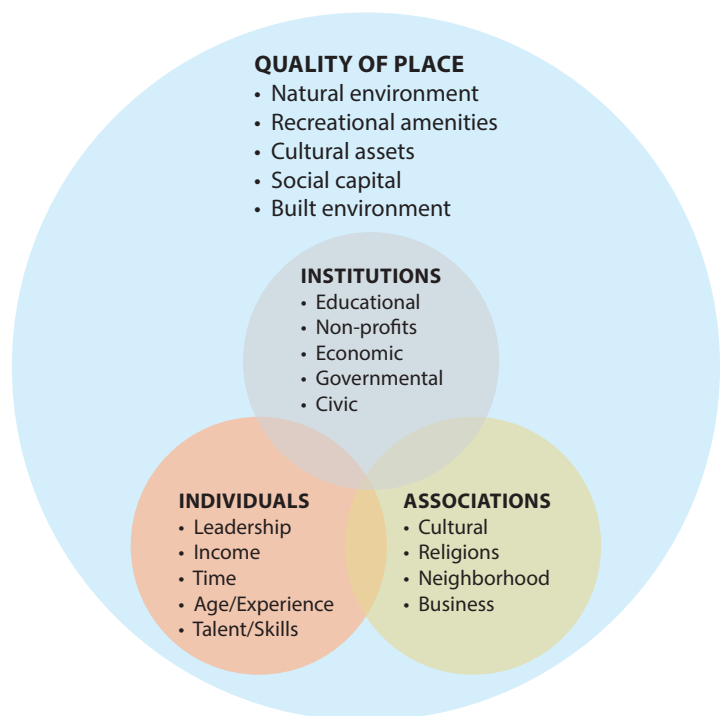 QUALITY OF PLACE
• Natural environment
• Recreational amenities
• Cultural assets
• Social capital
• Built environment
INSTITUTIONS
• Educational
• Non-profits
• Economic
• Governmental
• Civic
INDIVIDUALS
• Leadership
• Income
• Time
• Age/Experience
• Talent/Skills
ASSOCIATIONS
• Cultural
• Religions
• Neighborhood
• Business